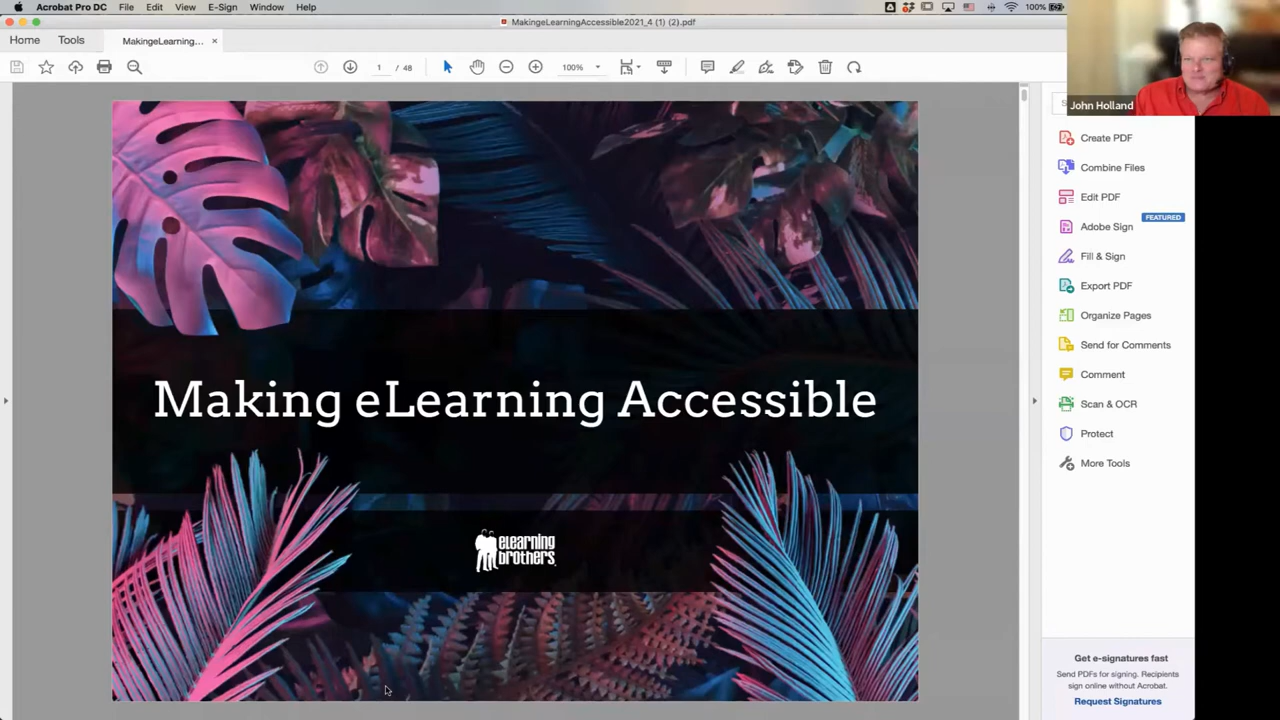 Acrobat Pro DC File Edit View E-Sign Window Help
100%
MakingeLearningAccessible2021_4 (1) (2).pdf
Home Tools MakingeLearning... ×
1 / 48 100%
John Holland
Create PDF
Combine Files
Edit PDF
FEATURED
Adobe Sign
Fill & Sign
Export PDF
Organize Pages
Send for Comments
Comment
Scan & OCR
Protect
More Tools
Making eLearning Accessible
eLearning
brothers
Get e-signatures fast
Send PDFs for signing. Recipients
sign online without Acrobat.
Request Signatures